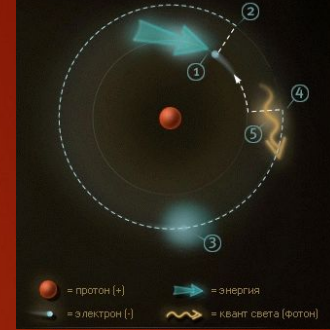 2
1
4
5
3
= протон (+)
= энергия
= электрон (-)
= квант света (фотон)